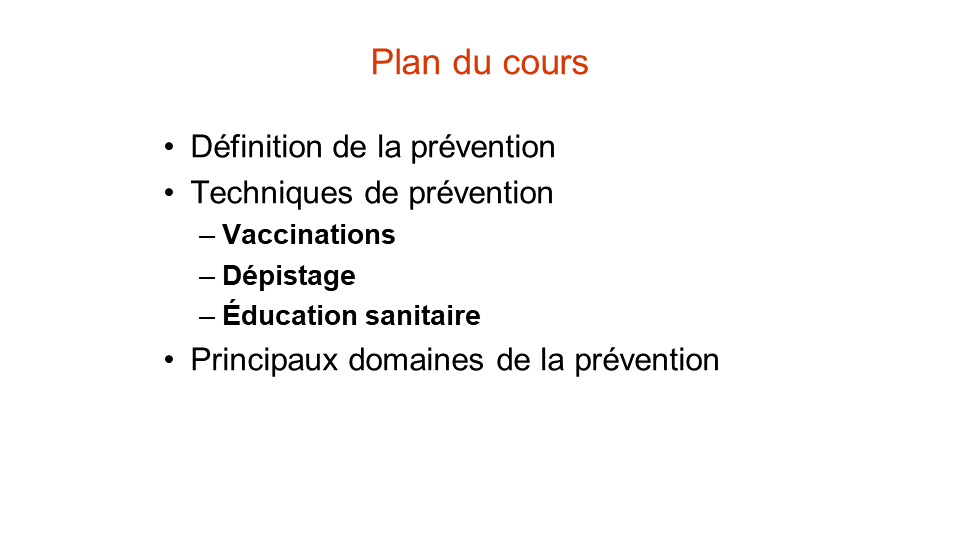 Plan du cours
• Définition de la prévention
• Techniques de prévention
– Vaccinations
– Dépistage
– Éducation sanitaire
• Principaux domaines de la prévention